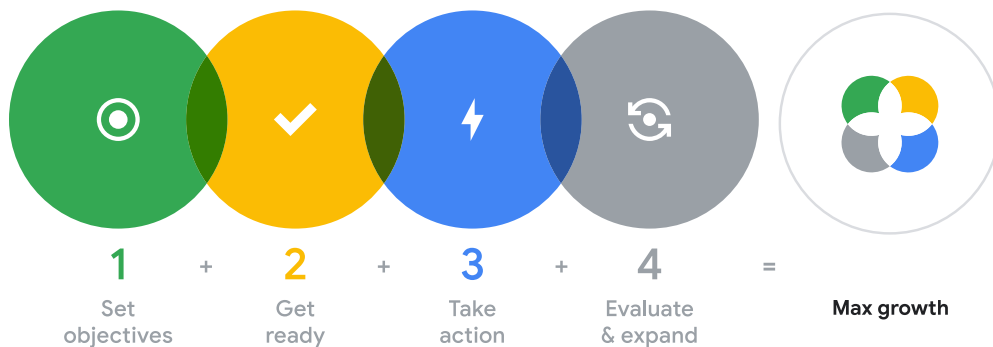 1 + 2 + 3 + 4 =
Set objectives
Get ready
Take action
Evaluate & expand
Max growth